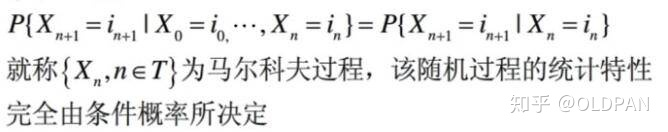 P{X_{n+1} = i_{n+1} | X_0 = i_{0,} ⋯, X_n = i_n} = P{X_{n+1} = i_{n+1} | X_n = i_n}
就称{X_n, n∈T}为马尔科夫过程，该随机过程的统计特性
完全由条件概率所决定
知乎 @OLDPAN